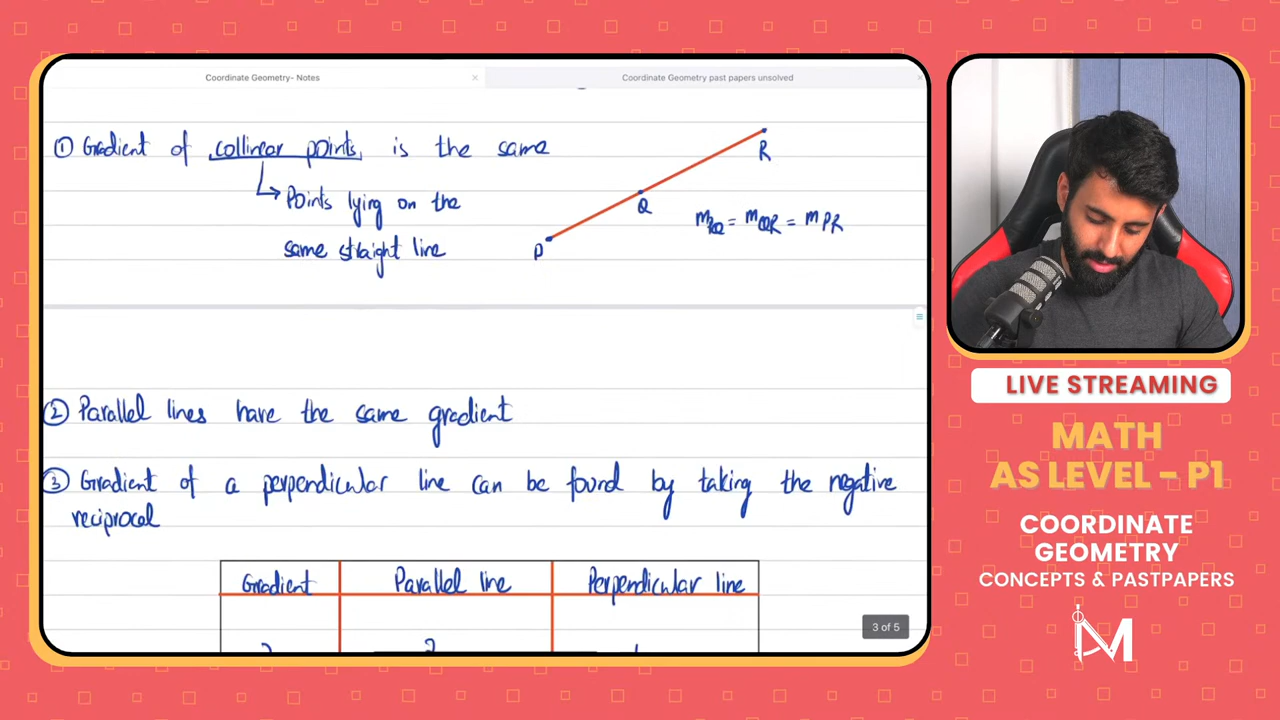 Coordinate Geometry- Notes
Coordinate Geometry past papers unsolved
① Gradient of collinear points is the same
Points lying on the
same straight line
P
Q
R
mPQ = mQR = mPR
② Parallel lines have the same gradient
③ Gradient of a perpendicular line can be found by taking the negative
reciprocal
Gradient Parallel line Perpendicular line
3 of 5
LIVE STREAMING
MATH
AS LEVEL - P1
COORDINATE
GEOMETRY
CONCEPTS & PASTPAPERS
M